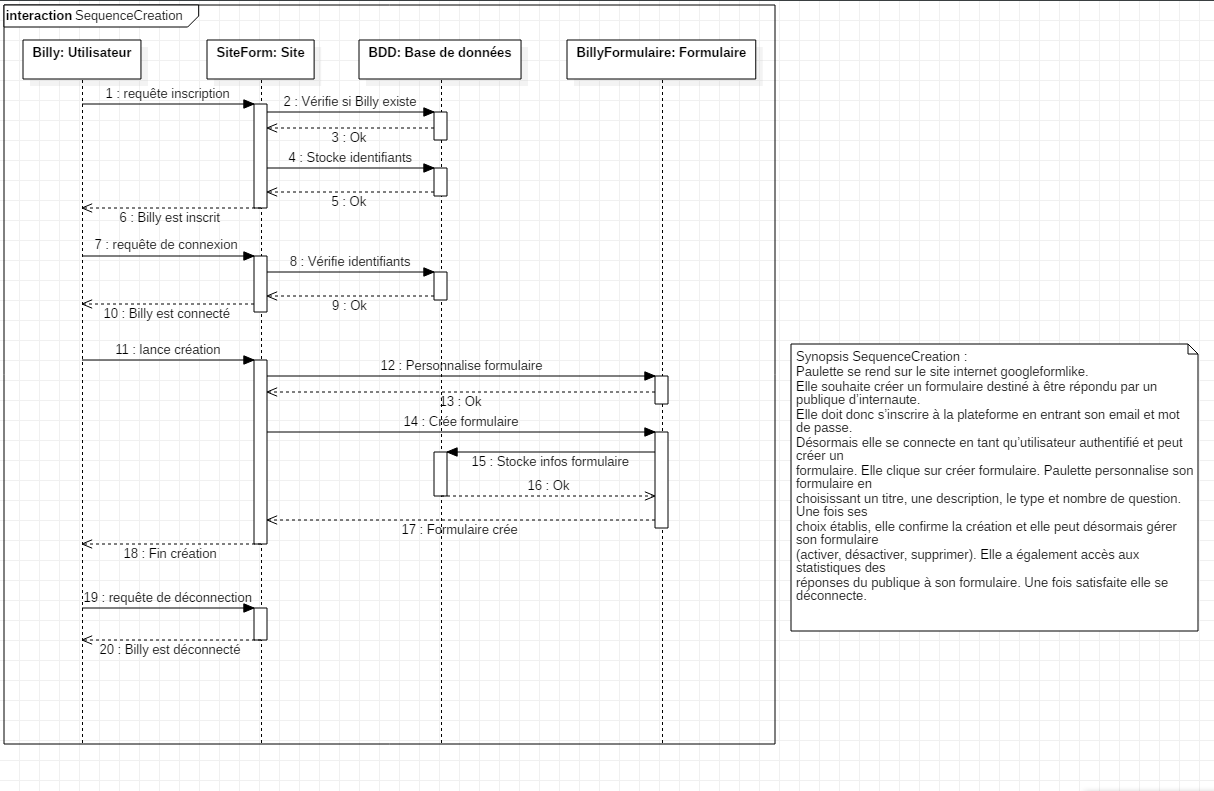 interaction SequenceCreation
Billy: Utilisateur
SiteForm: Site
BDD: Base de données
BillyFormulaire: Formulaire
1 : requête inscription
2 : Vérifie si Billy existe
3 : Ok
4 : Stocke identifiants
5 : Ok
6 : Billy est inscrit
7 : requête de connexion
8 : Vérifie identifiants
9 : Ok
10 : Billy est connecté
11 : lance création
12 : Personnalise formulaire
13 : Ok
14 : Crée formulaire
15 : Stocke infos formulaire
16 : Ok
17 : Formulaire crée
18 : Fin création
19 : requête de déconnection
20 : Billy est déconnecté
Synopsis SequenceCreation :
Paulette se rend sur le site internet googleformlike.
Elle souhaite créer un formulaire destiné à être répondu par un
publique d'internaute.
Elle doit donc s'inscrire à la plateforme en entrant son email et mot
de passe.
Désormais elle se connecte en tant qu'utilisateur authentifié et peut
créer un
formulaire. Elle clique sur créer formulaire. Paulette personnalise son
formulaire en
choisissant un titre, une description, le type et nombre de question.
Une fois ses
choix établis, elle confirme la création et elle peut désormais gérer
son formulaire
(activer, désactiver, supprimer). Elle a également accès aux
statistiques des
réponses du publique à son formulaire. Une fois satisfaite elle se
déconnecte.